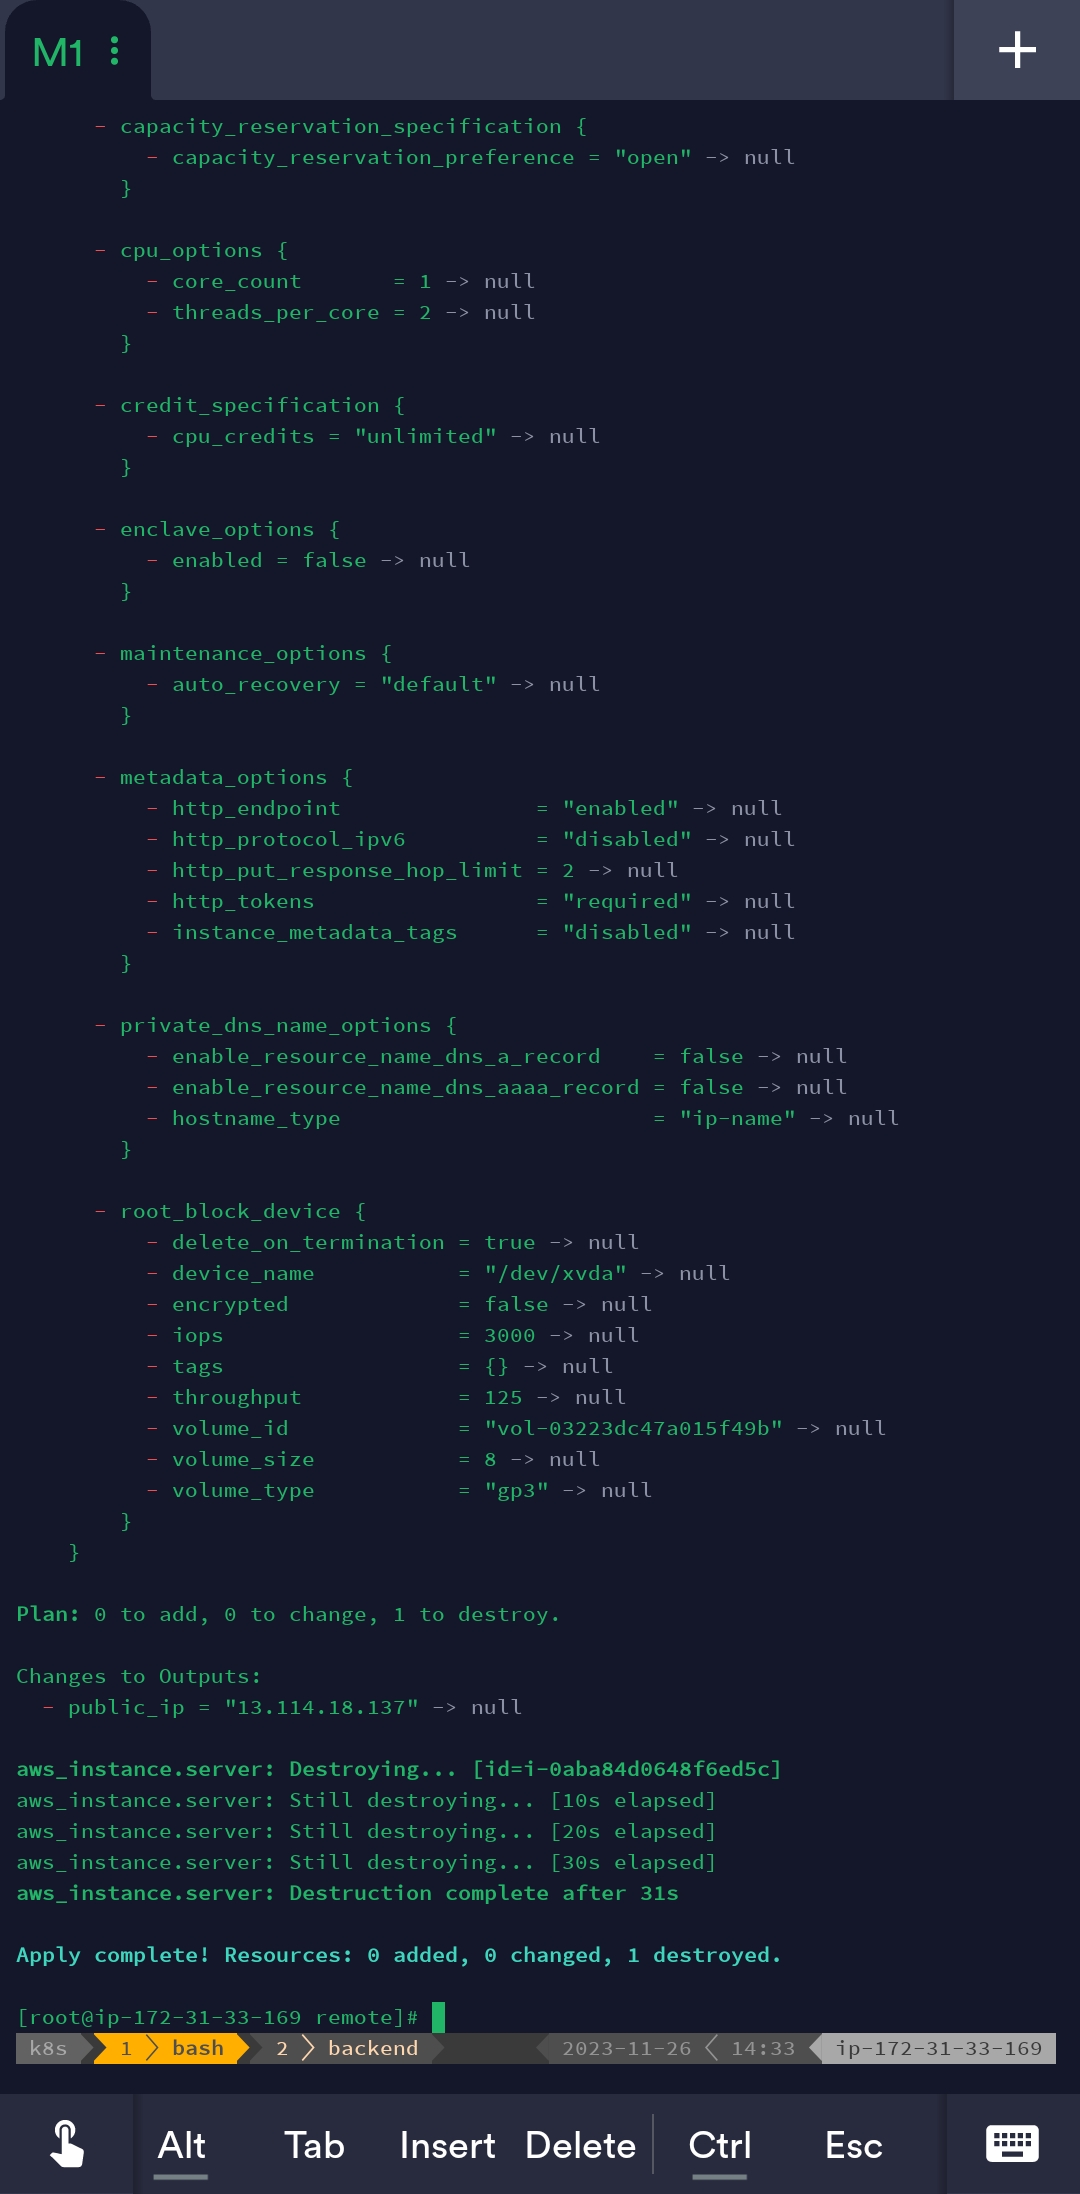 M1
- capacity_reservation_specification {
- capacity_reservation_preference = "open" -> null
}
- cpu_options {
- core_count       = 1 -> null
- threads_per_core = 2 -> null
}
- credit_specification {
- cpu_credits = "unlimited" -> null
}
- enclave_options {
- enabled = false -> null
}
- maintenance_options {
- auto_recovery = "default" -> null
}
- metadata_options {
- http_endpoint               = "enabled" -> null
- http_protocol_ipv6          = "disabled" -> null
- http_put_response_hop_limit = 2 -> null
- http_tokens                 = "required" -> null
- instance_metadata_tags      = "disabled" -> null
}
- private_dns_name_options {
- enable_resource_name_dns_a_record    = false -> null
- enable_resource_name_dns_aaaa_record = false -> null
- hostname_type                        = "ip-name" -> null
}
- root_block_device {
- delete_on_termination = true -> null
- device_name           = "/dev/xvda" -> null
- encrypted             = false -> null
- iops                  = 3000 -> null
- tags                  = {} -> null
- throughput            = 125 -> null
- volume_id             = "vol-03223dc47a015f49b" -> null
- volume_size           = 8 -> null
- volume_type           = "gp3" -> null
}
}
Plan: 0 to add, 0 to change, 1 to destroy.
Changes to Outputs:
- public_ip = "13.114.18.137" -> null
aws_instance.server: Destroying... [id=i-0aba84d0648f6ed5c]
aws_instance.server: Still destroying... [10s elapsed]
aws_instance.server: Still destroying... [20s elapsed]
aws_instance.server: Still destroying... [30s elapsed]
aws_instance.server: Destruction complete after 31s
Apply complete! Resources: 0 added, 0 changed, 1 destroyed.
[root@ip-172-31-33-169 remote]#
k8s 1 bash 2 backend 2023-11-26 14:33 ip-172-31-33-169
Alt Tab Insert Delete Ctrl Esc